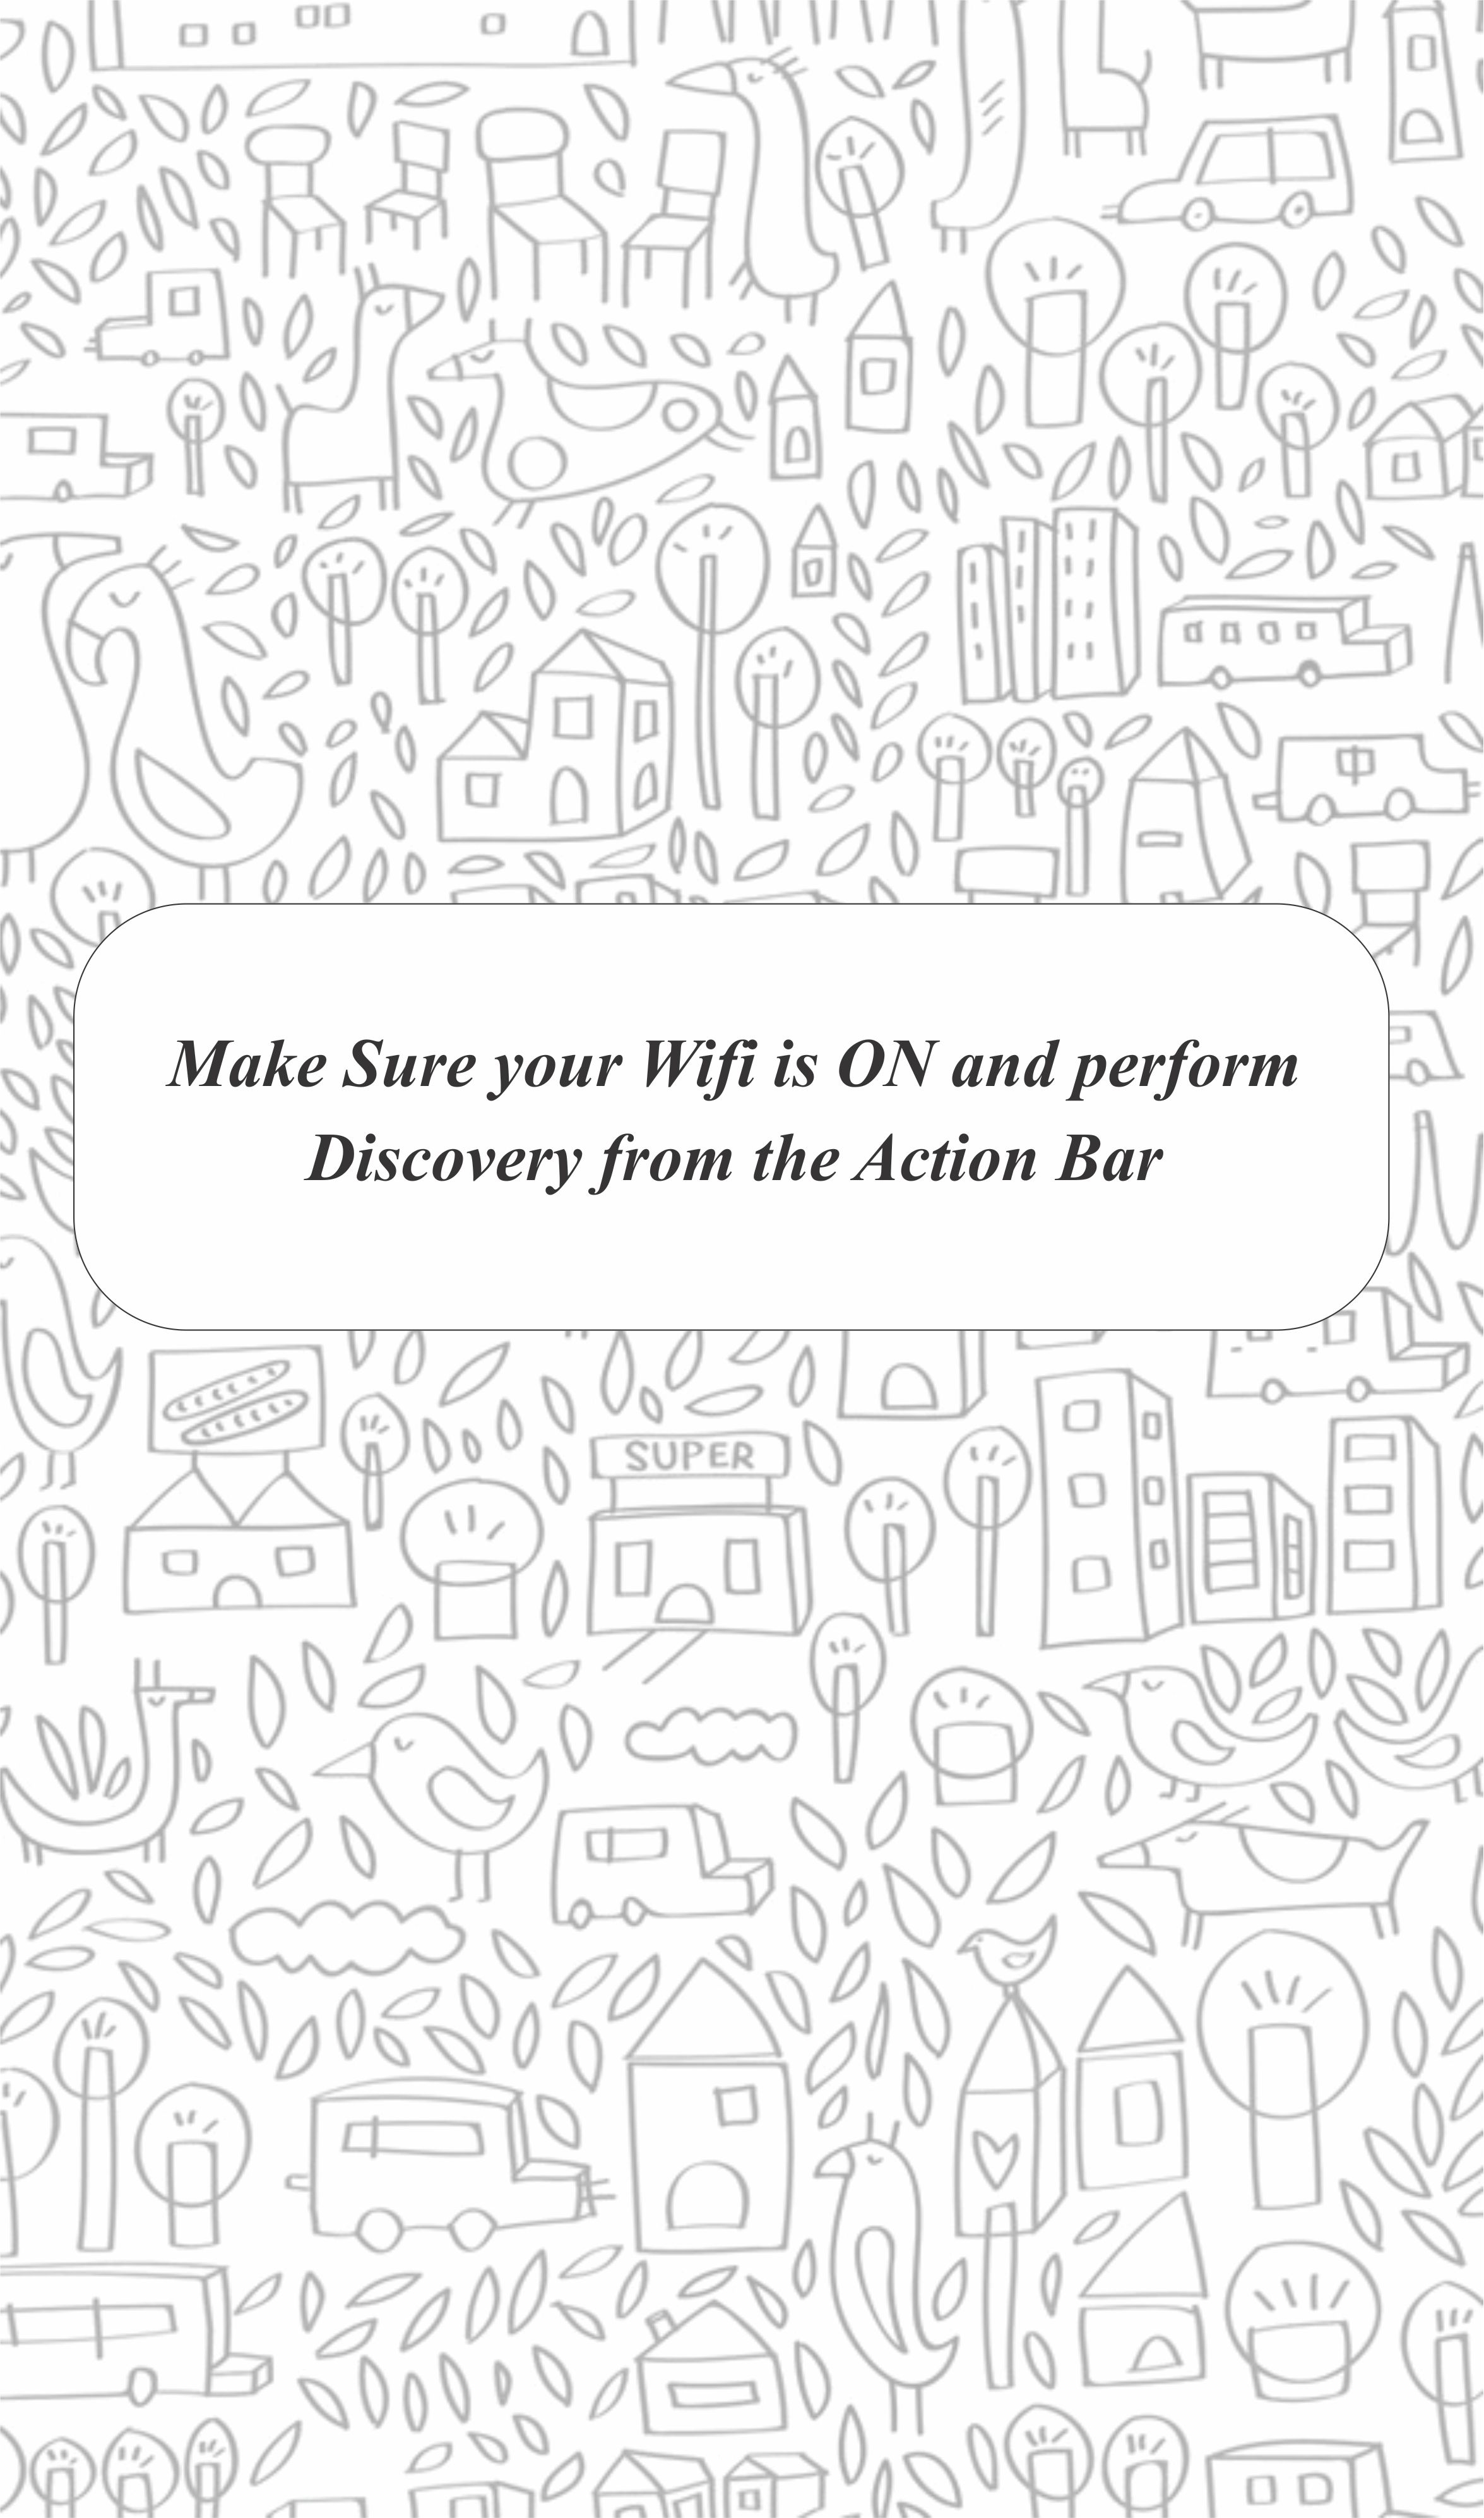 Make Sure your Wifi is ON and perform
Discovery from the Action Bar
SUPER